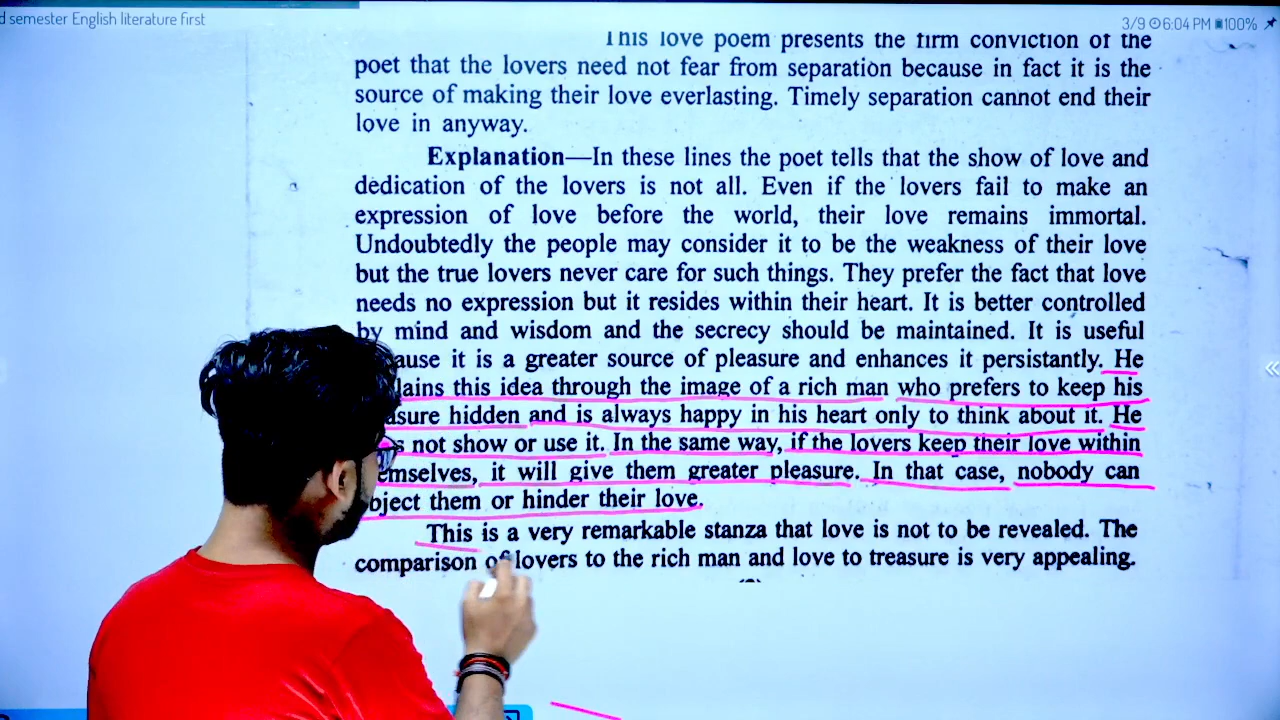 d semester English literature first
3/9 6:04 PM 100%
This love poem presents the firm conviction of the
poet that the lovers need not fear from separation because in fact it is the
source of making their love everlasting. Timely separation cannot end their
love in anyway.
Explanation—In these lines the poet tells that the show of love and
dedication of the lovers is not all. Even if the lovers fail to make an
expression of love before the world, their love remains immortal.
Undoubtedly the people may consider it to be the weakness of their love
but the true lovers never care for such things. They prefer the fact that love
needs no expression but it resides within their heart. It is better controlled
by mind and wisdom and the secrecy should be maintained. It is useful
ause it is a greater source of pleasure and enhances it persistantly. He
lains this idea through the image of a rich man who prefers to keep his
asure hidden and is always happy in his heart only to think about it. He
s not show or use it. In the same way, if the lovers keep their love within
emselves, it will give them greater pleasure. In that case, nobody can
bject them or hinder their love.
This is a very remarkable stanza that love is not to be revealed. The
comparison of lovers to the rich man and love to treasure is very appealing.